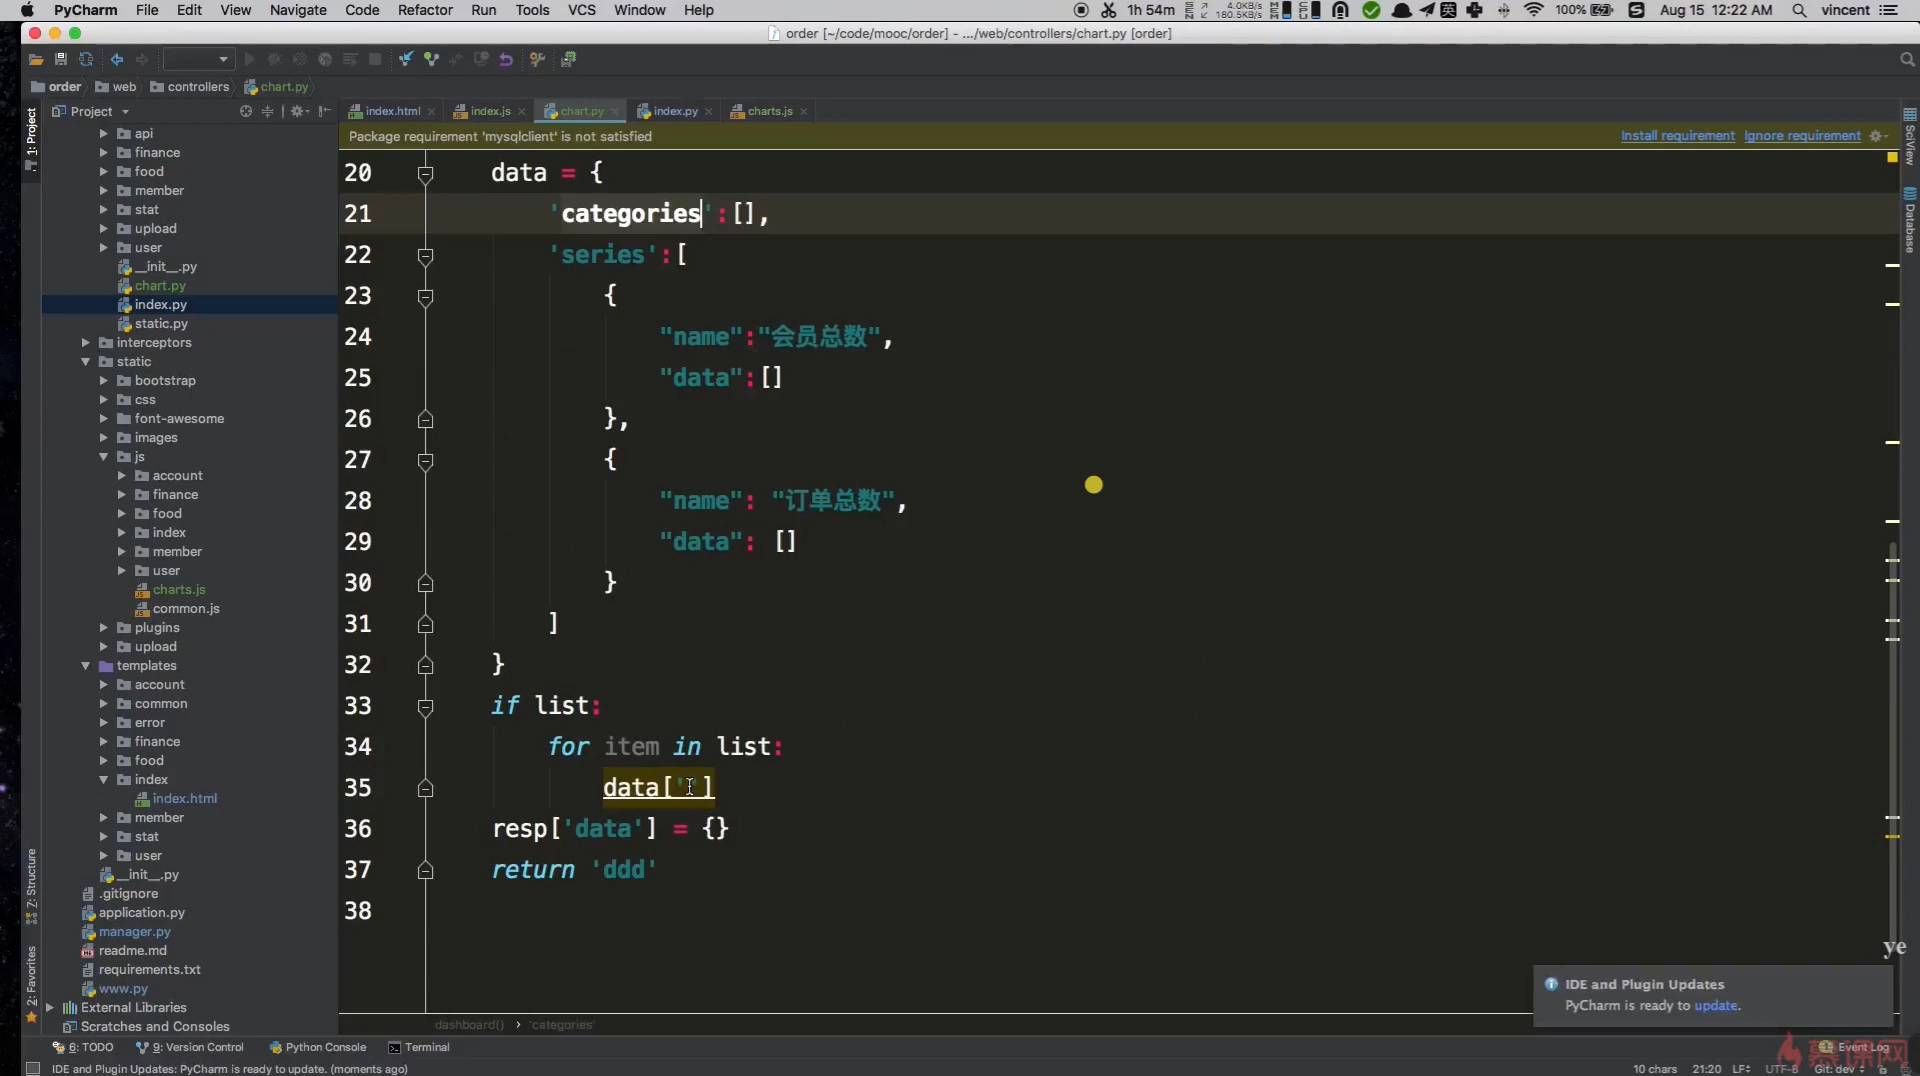 PyCharm File Edit View Navigate Code Refactor Run Tools VCS Window Help 1h 54m 4.0KB/s 180.5KB/s 100% Aug 15 12:22 AM vincent
order [~/code/mooc/order] - .../web/controllers/chart.py [order]
order web controllers chart.py
Project index.html index.js chart.py index.py charts.js
Package requirement 'mysqlclient' is not satisfied Install requirement Ignore requirement
1: Project
7: Structure
2: Favorites
SciView
Database
api
finance
food
member
stat
upload
user
__init__.py
chart.py
index.py
static.py
interceptors
static
bootstrap
css
font-awesome
images
js
account
finance
food
index
member
user
charts.js
common.js
plugins
upload
templates
account
common
error
finance
food
index
index.html
member
stat
user
__init__.py
.gitignore
application.py
manager.py
readme.md
requirements.txt
www.py
External Libraries
Scratches and Consoles
20 data = {
21 'categories':[],
22 'series':[
23 {
24 "name":"会员总数",
25 "data":[]
26 },
27 {
28 "name": "订单总数",
29 "data": []
30 }
31 ]
32 }
33 if list:
34 for item in list:
35 data['']
36 resp['data'] = {}
37 return 'ddd'
38
ye
IDE and Plugin Updates
PyCharm is ready to update.
dashboard() › 'categories'
6: TODO 9: Version Control Python Console Terminal Event Log
慕课网
IDE and Plugin Updates: PyCharm is ready to update. (moments ago) 10 chars 21:20 LF UTF-8 Git: dev